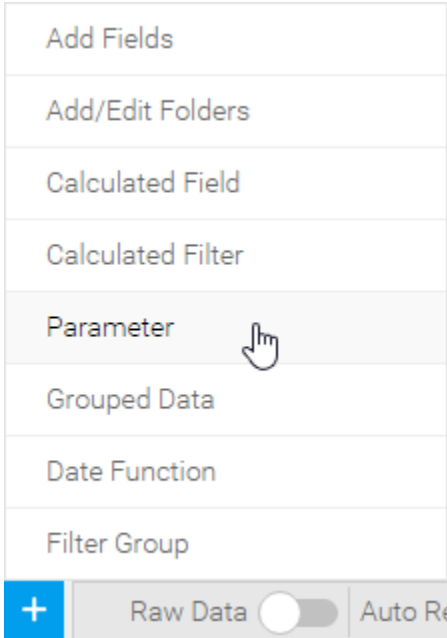 Add Fields
Add/Edit Folders
Calculated Field
Calculated Filter
Parameter
Grouped Data
Date Function
Filter Group
+ Raw Data Auto Re